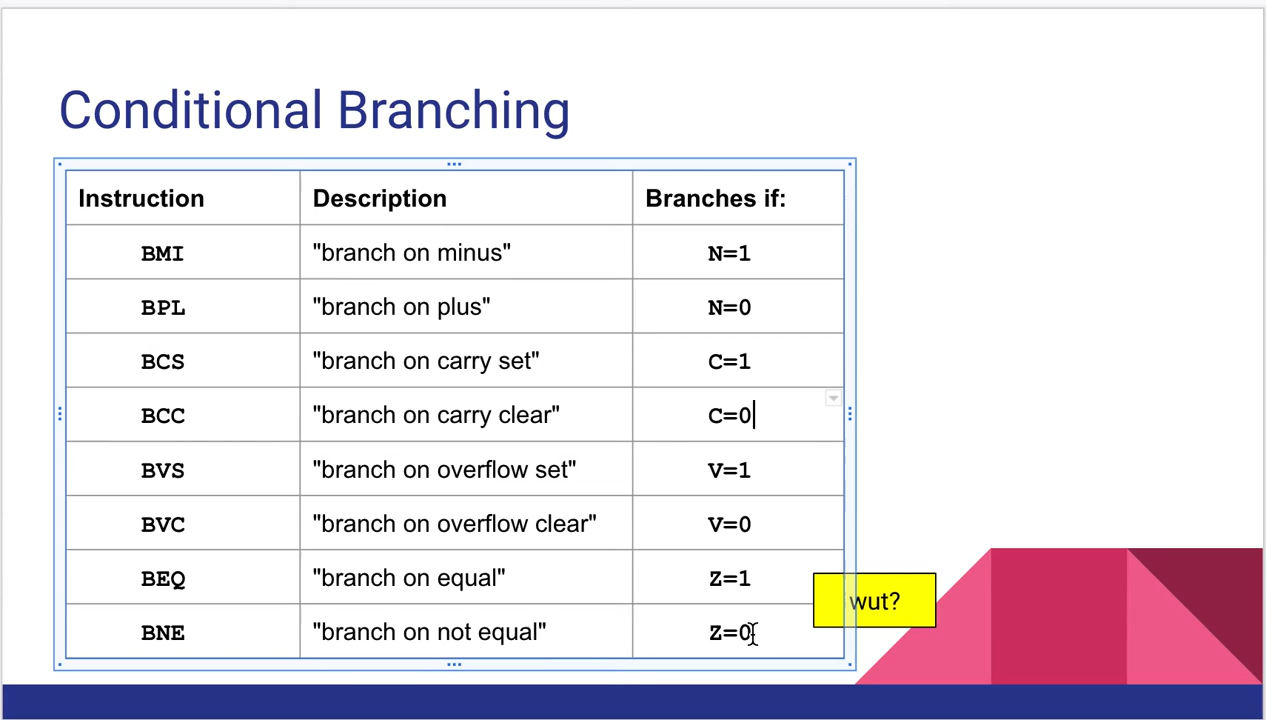 Conditional Branching
Instruction Description Branches if:
BMI "branch on minus" N=1
BPL "branch on plus" N=0
BCS "branch on carry set" C=1
BCC "branch on carry clear" C=0
BVS "branch on overflow set" V=1
BVC "branch on overflow clear" V=0
BEQ "branch on equal" Z=1
wut?
BNE "branch on not equal" Z=0